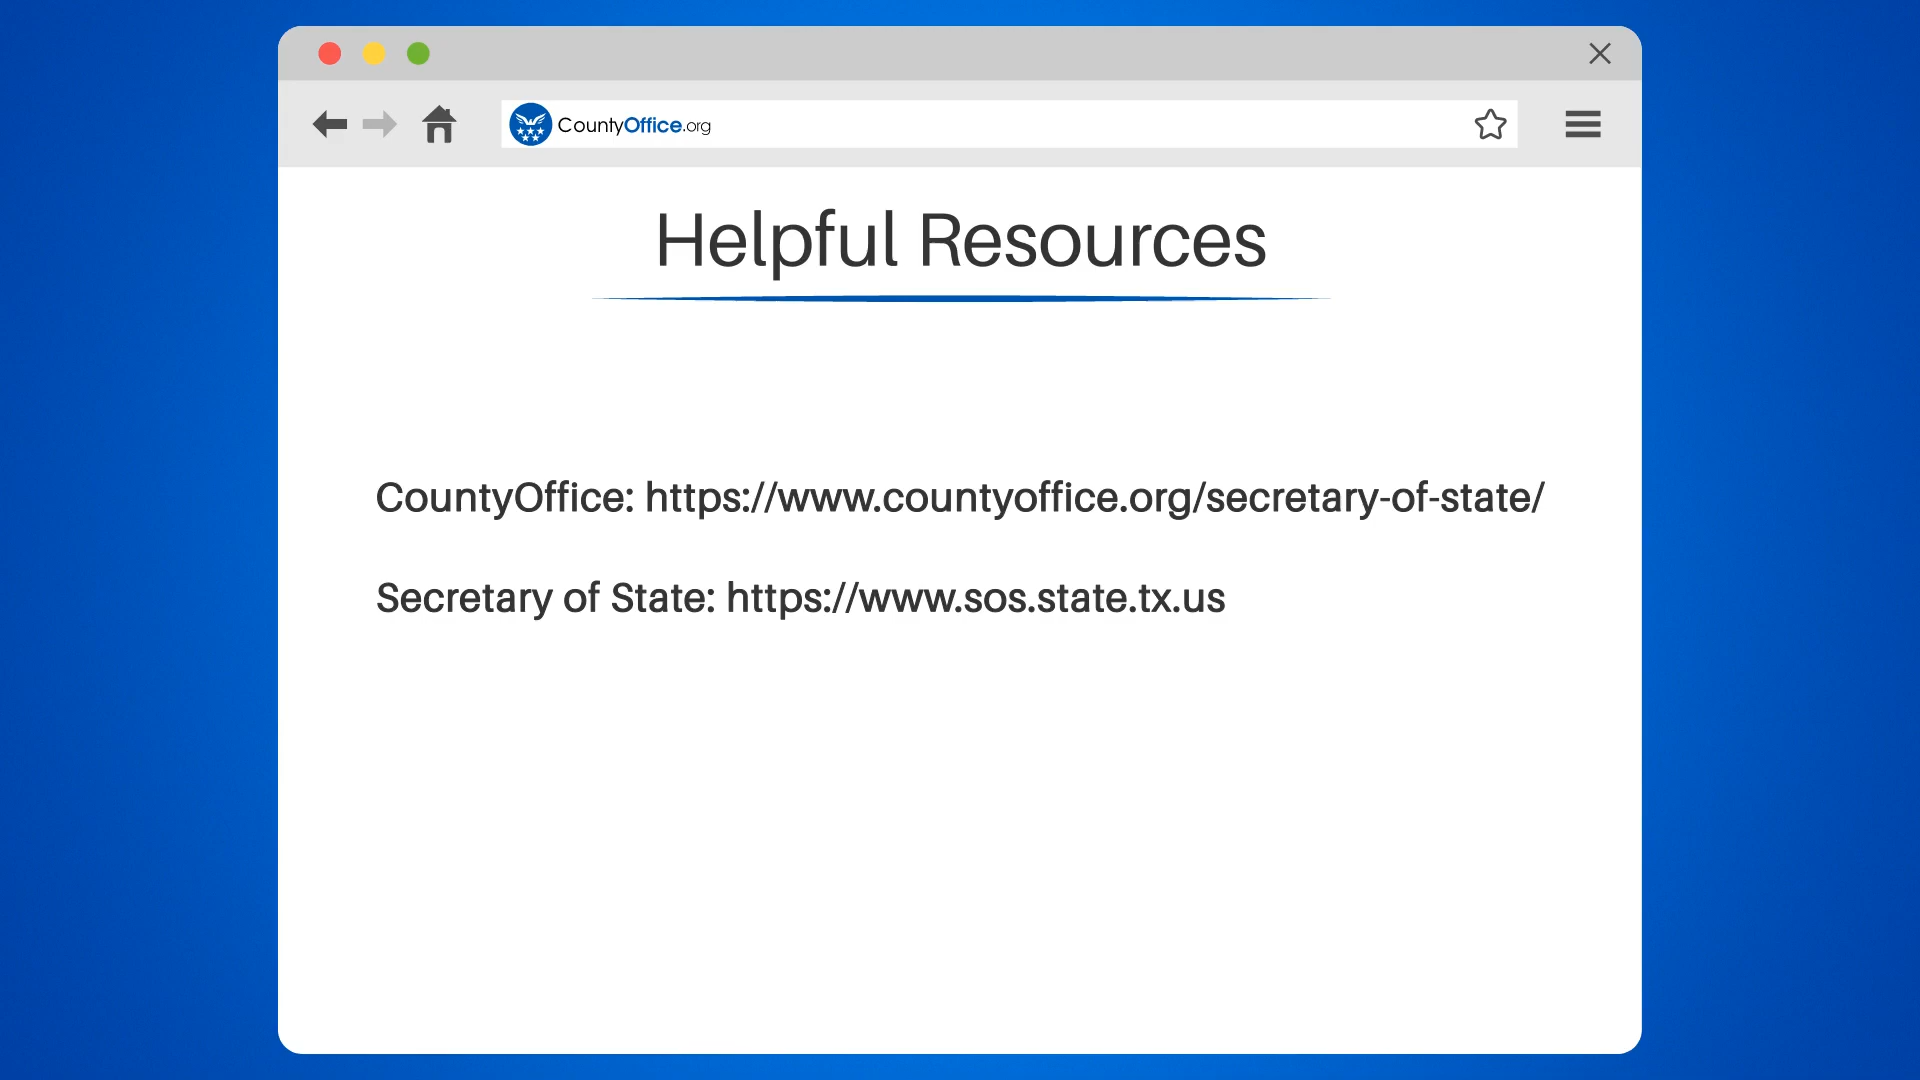 CountyOffice.org
Helpful Resources
CountyOffice: https://www.countyoffice.org/secretary-of-state/
Secretary of State: https://www.sos.state.tx.us